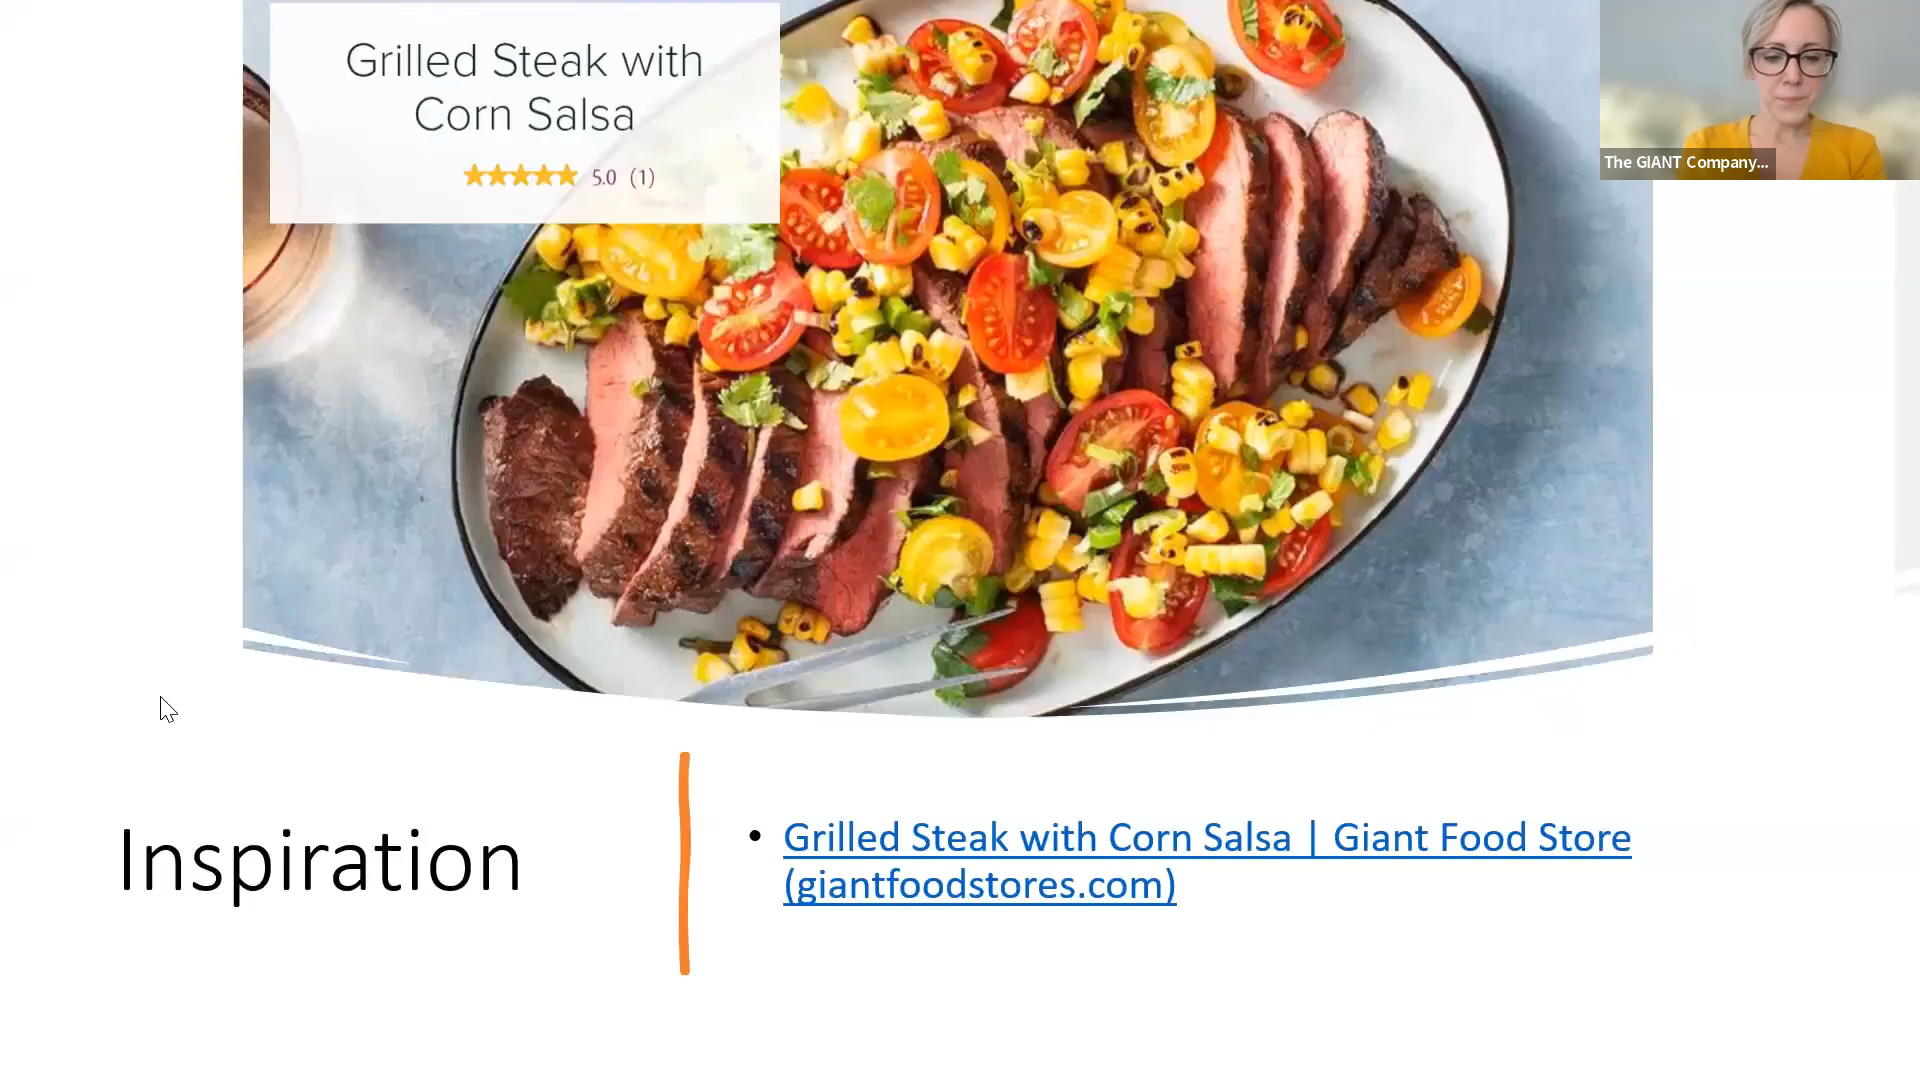 Grilled Steak with
Corn Salsa
5.0 (1)
The GIANT Company...
Inspiration
• Grilled Steak with Corn Salsa | Giant Food Store
(giantfoodstores.com)